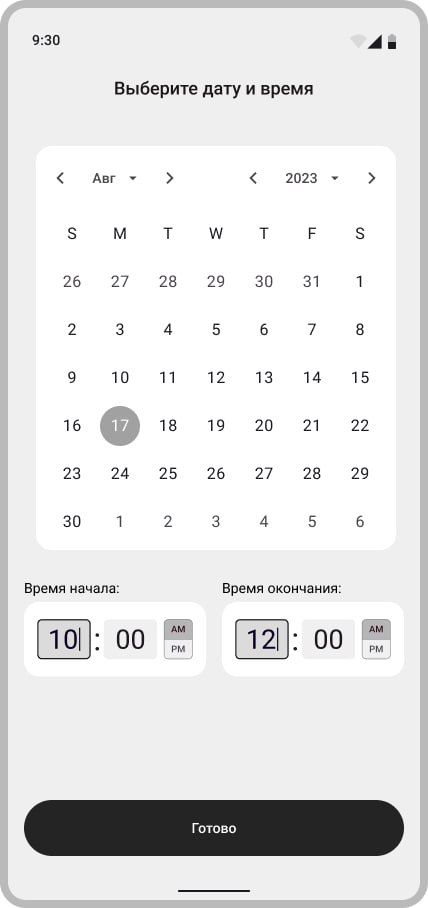 9:30
Выберите дату и время
Авг 2023
S M T W T F S
26 27 28 29 30 31 1
2 3 4 5 6 7 8
9 10 11 12 13 14 15
16 17 18 19 20 21 22
23 24 25 26 27 28 29
30 1 2 3 4 5 6
Время начала: Время окончания:
10 : 00 AM PM 12 : 00 AM PM
Готово